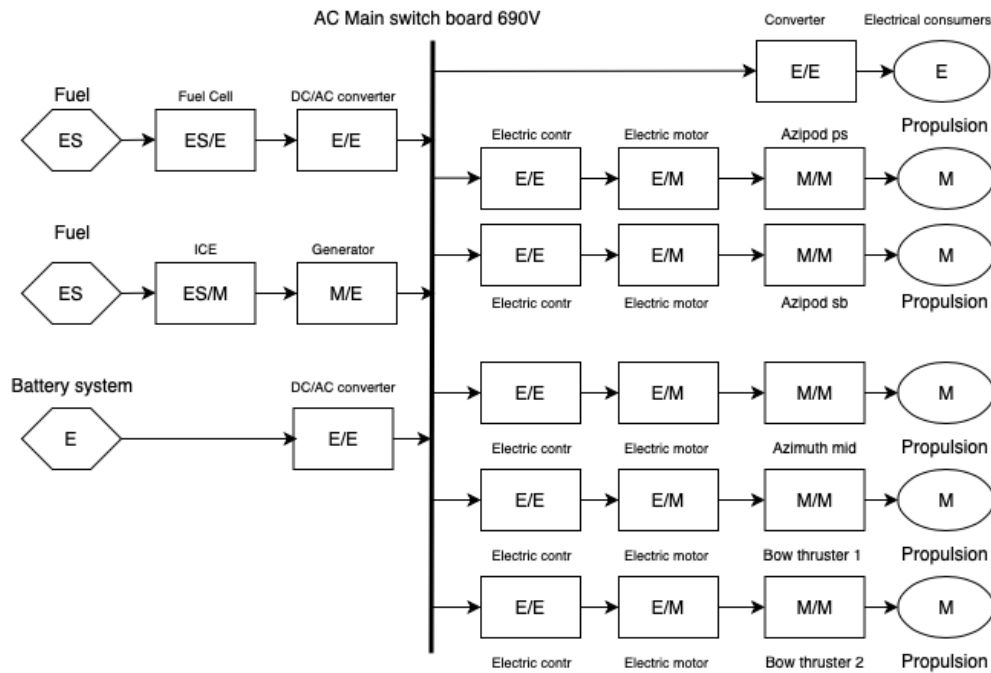 AC Main switch board 690V
Converter
Electrical consumers
E/E
E
Fuel
Fuel Cell
DC/AC converter
ES
ES/E
E/E
Electric contr
Electric motor
Azipod ps
Propulsion
E/E
E/M
M/M
M
Fuel
ICE
Generator
ES
ES/M
M/E
E/E
E/M
M/M
M
Electric contr
Electric motor
Azipod sb
Propulsion
Battery system
DC/AC converter
E
E/E
E/E
E/M
M/M
M
Electric contr
Electric motor
Azimuth mid
Propulsion
E/E
E/M
M/M
M
Electric contr
Electric motor
Bow thruster 1
Propulsion
E/E
E/M
M/M
M
Electric contr
Electric motor
Bow thruster 2
Propulsion